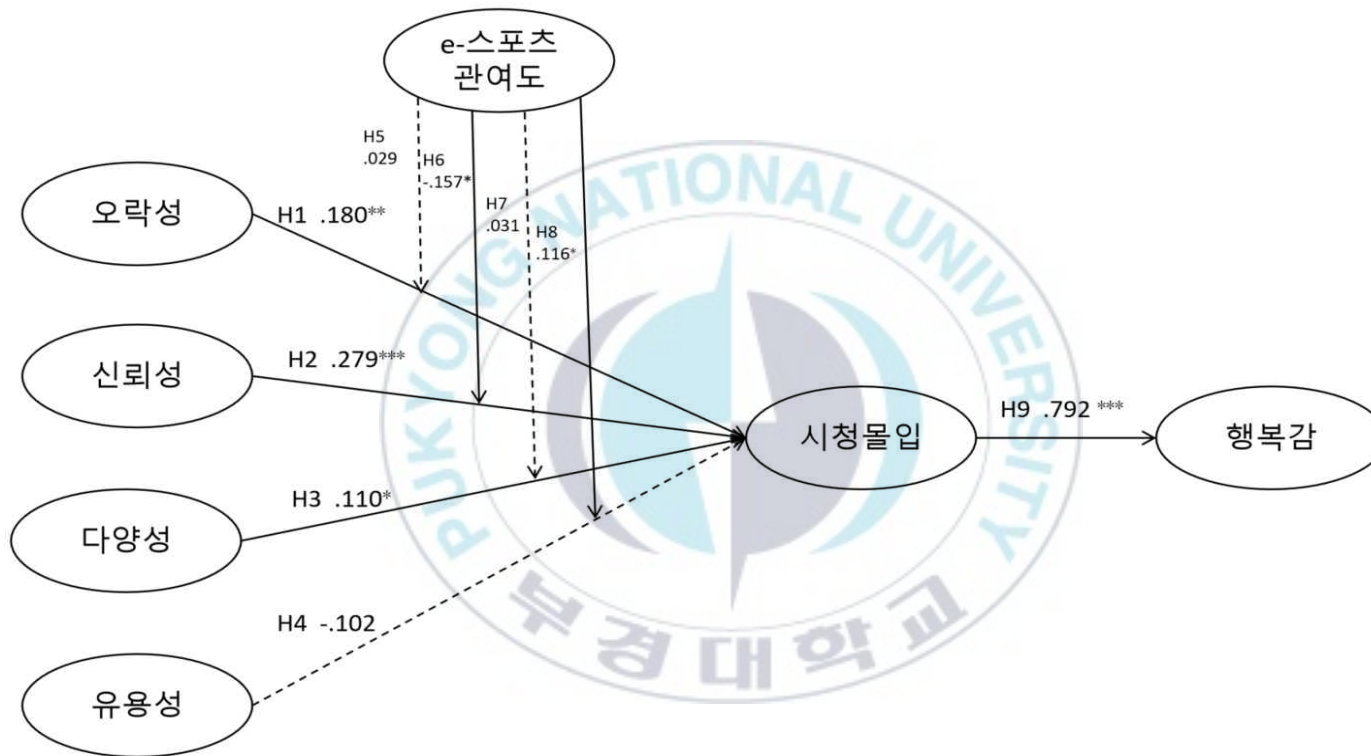 e-스포츠
관여도
H5
.029
H6
-.157*
H7
.031
H8
.116*
오락성
H1 .180**
신뢰성
H2 .279***
다양성
H3 .110*
유용성
H4 -.102
시청몰입
H9 .792 ***
행복감
PUKYONG NATIONAL UNIVERSITY
부경대학교